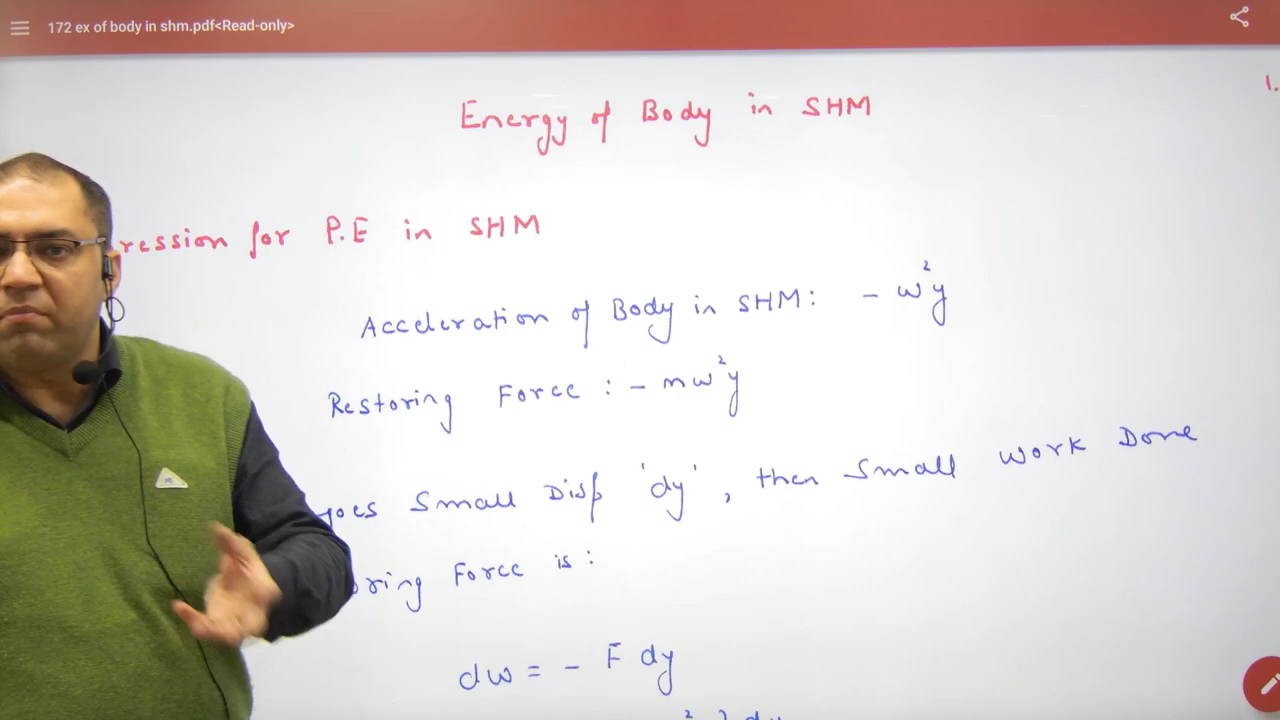 172 ex of body in shm.pdf<Read-only>
1.
Energy of Body in SHM
ression for P.E in SHM
Acceleration of Body in SHM: - ω²y
Restoring Force : - mω²y
goes Small Disp 'dy', then Small work Done
oring Force is:
dw = - F dy